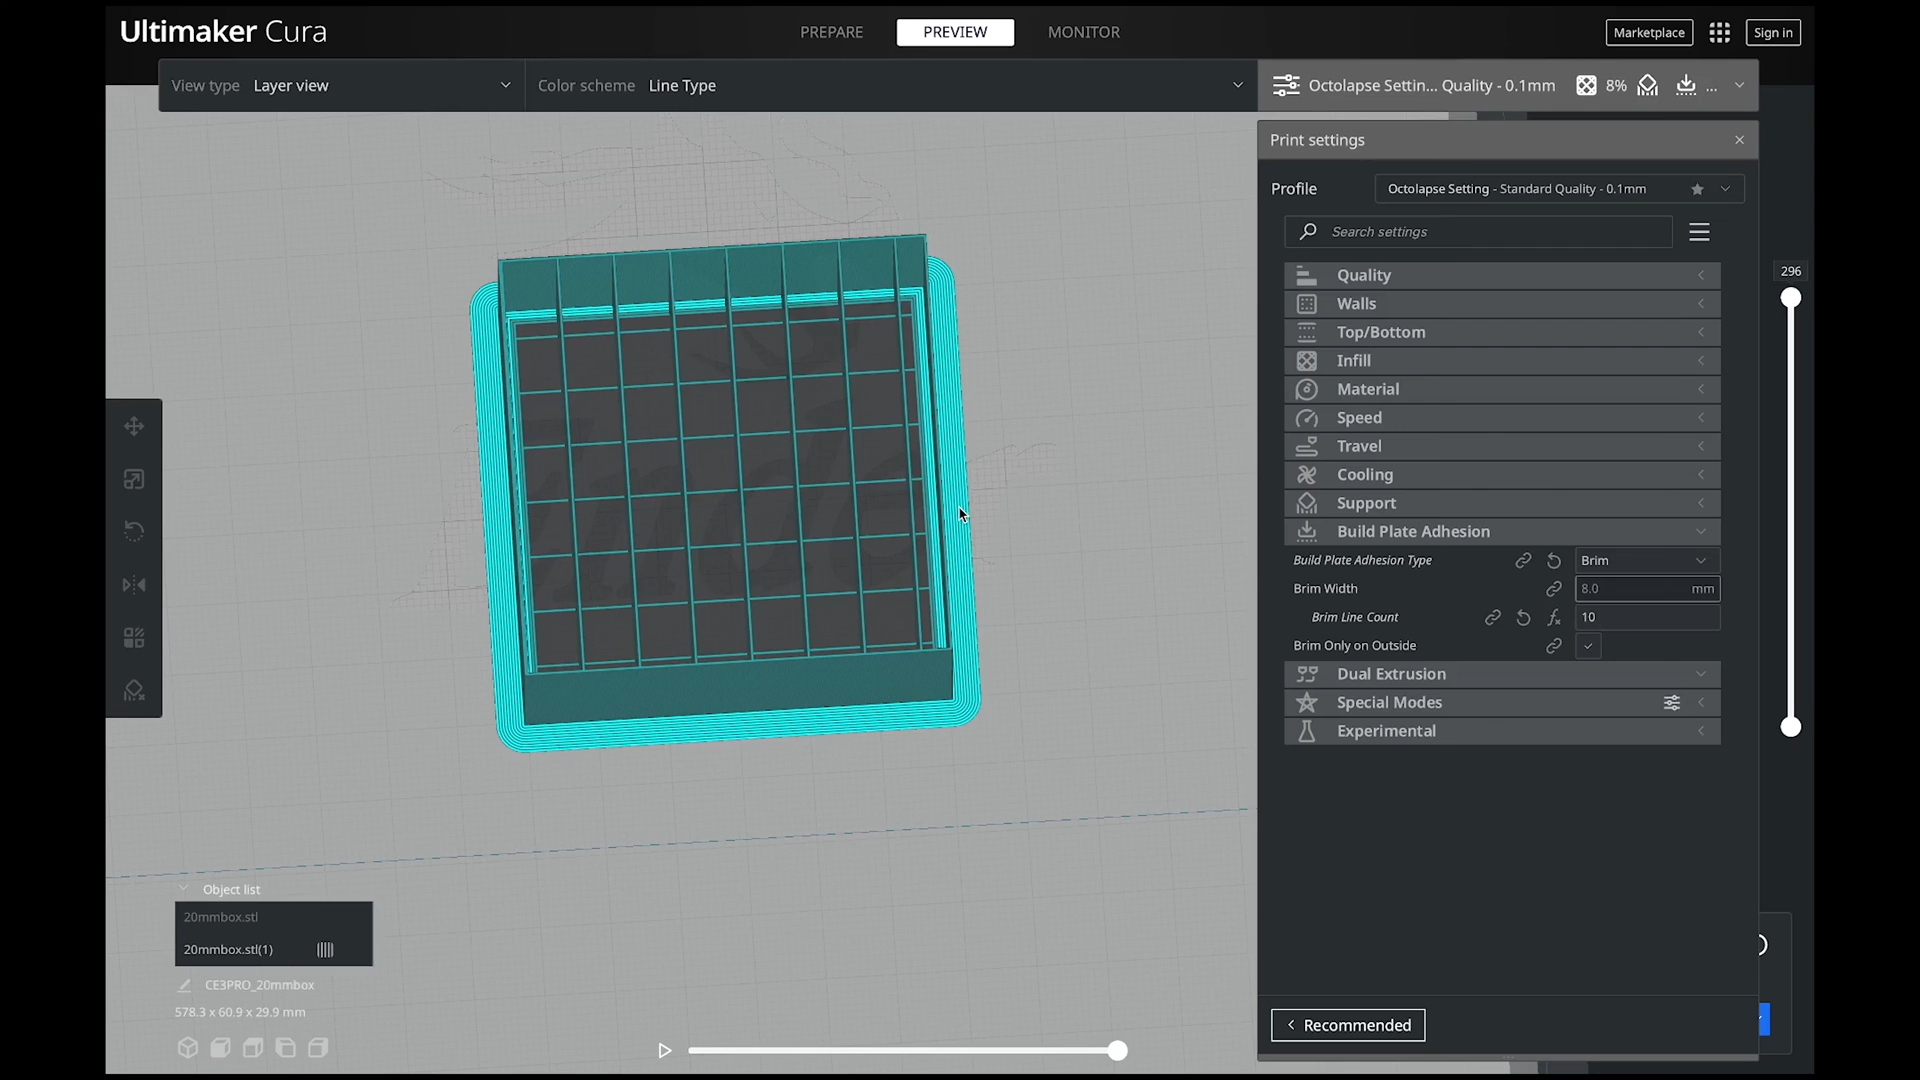 Ultimaker Cura
PREPARE
PREVIEW
MONITOR
Marketplace
Sign in
View type
Layer view
Color scheme
Line Type
Octolapse Settin... Quality - 0.1mm
8%
...
Print settings
Profile
Octolapse Setting - Standard Quality - 0.1mm
Search settings
Quality
Walls
Top/Bottom
Infill
Material
Speed
Travel
Cooling
Support
Build Plate Adhesion
Build Plate Adhesion Type
Brim
Brim Width
8.0 mm
Brim Line Count
10
Brim Only on Outside
Dual Extrusion
Special Modes
Experimental
296
Recommended
Object list
20mmbox.stl
20mmbox.stl(1)
CE3PRO_20mmbox
578.3 x 60.9 x 29.9 mm